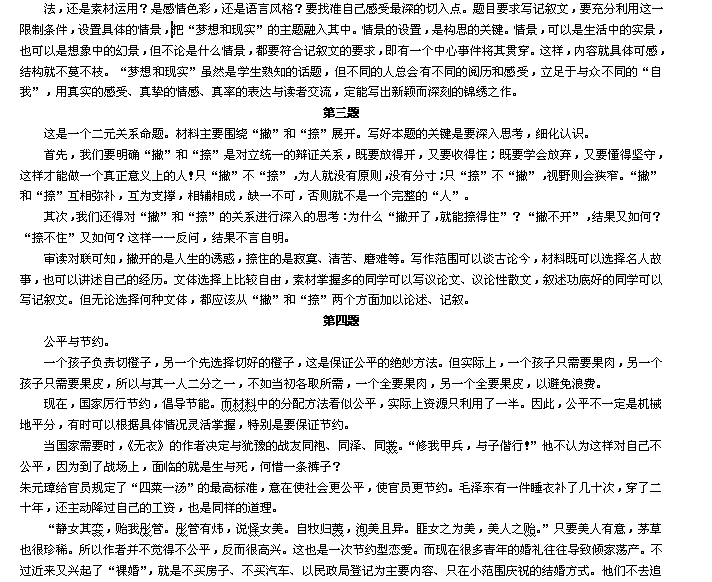 法，还是素材运用？是感情色彩，还是语言风格？要找准自己感受最深的切入点。题目要求写记叙文，要充分利用这一
限制条件，设置具体的情景，把“梦想和现实”的主题融入其中。情景的设置，是构思的关键。情景，可以是生活中的实景，
也可以是想象中的幻景，但不论是什么情景，都要符合记叙文的要求，即有一个中心事件将其贯穿。这样，内容就具体可感，
结构就不蔓不枝。“梦想和现实”虽然是学生熟知的话题，但不同的人总会有不同的阅历和感受，立足于与众不同的“自
我”，用真实的感受、真挚的情感、真率的表达与读者交流，定能写出新颖而深刻的锦绣之作。
第三题
这是一个二元关系命题。材料主要围绕“撇”和“捺”展开。写好本题的关键是要深入思考，细化认识。
首先，我们要明确“撇”和“捺”是对立统一的辩证关系，既要放得开，又要收得住；既要学会放弃，又要懂得坚守，
这样才能做一个真正意义上的人！只“撇”不“捺”,为人就没有原则,没有分寸;只“捺”不“撇”,视野则会狭窄。“撇”
和“捺”互相弥补，互为支撑，相辅相成，缺一不可，否则就不是一个完整的“人”。
其次,我们还得对“撇”和“捺”的关系进行深入的思考:为什么“撇开了,就能捺得住”？“撇不开”,结果又如何？
“捺不住”又如何？这样一一反问，结果不言自明。
审读对联可知，撇开的是人生的诱惑，捺住的是寂寞、清苦、磨难等。写作范围可以谈古论今，材料既可以选择名人故
事，也可以讲述自己的经历。文体选择上比较自由，素材掌握多的同学可以写议论文、议论性散文，叙述功底好的同学可以
写记叙文。但无论选择何种文体，都应该从“撇”和“捺”两个方面加以论述、记叙。
第四题
公平与节约。
一个孩子负责切橙子，另一个先选择切好的橙子，这是保证公平的绝妙方法。但实际上，一个孩子只需要果肉，另一个
孩子只需要果皮，所以与其一人二分之一，不如当初各取所需，一个全要果肉，另一个全要果皮，以避免浪费。
现在，国家厉行节约，倡导节能。而材料中的分配方法看似公平，实际上资源只利用了一半。因此，公平不一定是机械
地平分，有时可以根据具体情况灵活掌握，特别是要保证节约。
当国家需要时，《无衣》的作者决定与犹豫的战友同袍、同泽、同裳。“修我甲兵，与子偕行！”他不认为这样对自己不
公平，因为到了战场上，面临的就是生与死，何惜一条裤子？
朱元璋给官员规定了“四菜一汤”的最高标准，意在使社会更公平，使官员更节约。毛泽东有一件睡衣补了几十次，穿了二
十年，还主动降过自己的工资，也是同样的道理。
“静女其娈，贻我彤管。彤管有炜，说怿女美。自牧归荑，洵美且异。匪女之为美，美人之贻。”只要美人有意，茅草
也很珍稀。所以作者并不觉得不公平，反而很高兴。这也是一次节约型恋爱。而现在很多青年的婚礼往往导致倾家荡产。不
过近来又兴起了“裸婚”，就是不买房子、不买汽车、以民政局登记为主要内容、只在小范围庆祝的结婚方式。他们不去追